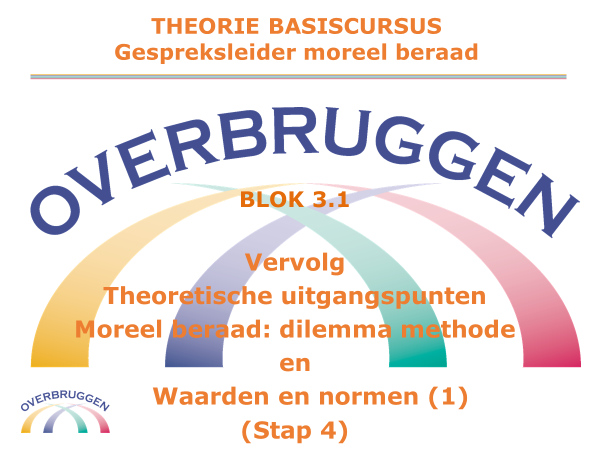 THEORIE BASISCURSUS
Gespreksleider moreel beraad
OVERBRUGGEN
BLOK 3.1
Vervolg
Theoretische uitgangspunten
Moreel beraad: dilemma methode
en
Waarden en normen (1)
(Stap 4)
OVERBRUGGEN